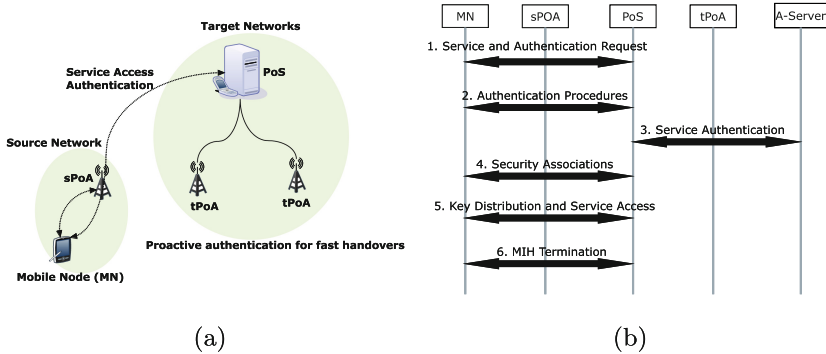 Target Networks
PoS
Service Access
Authentication
Source Network
sPoA
tPoA
tPoA
Proactive authentication for fast handovers
Mobile Node (MN)
(a)
MN
sPOA
PoS
tPoA
A-Server
1. Service and Authentication Request
2. Authentication Procedures
3. Service Authentication
4. Security Associations
5. Key Distribution and Service Access
6. MIH Termination
(b)